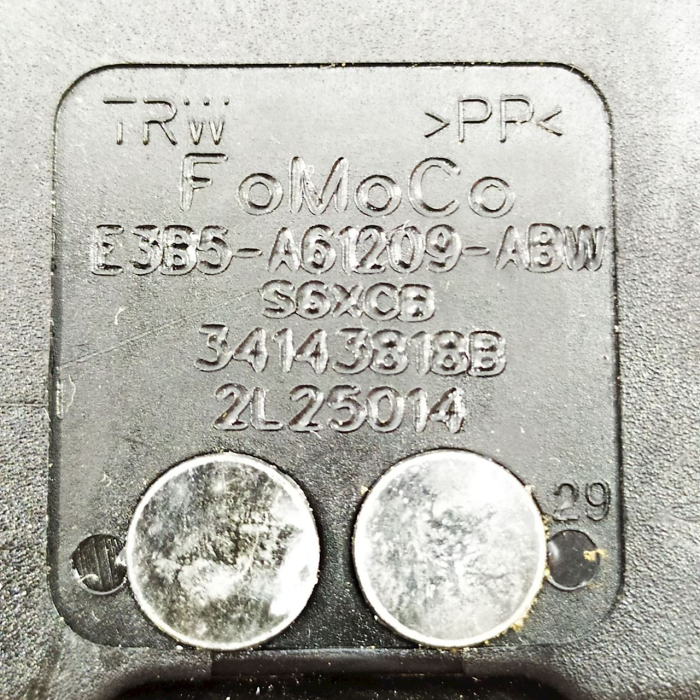 TRW >PP<
FoMoCo
E3B5-A61209-ABW
S6XCB
34143818B
2L25014
29